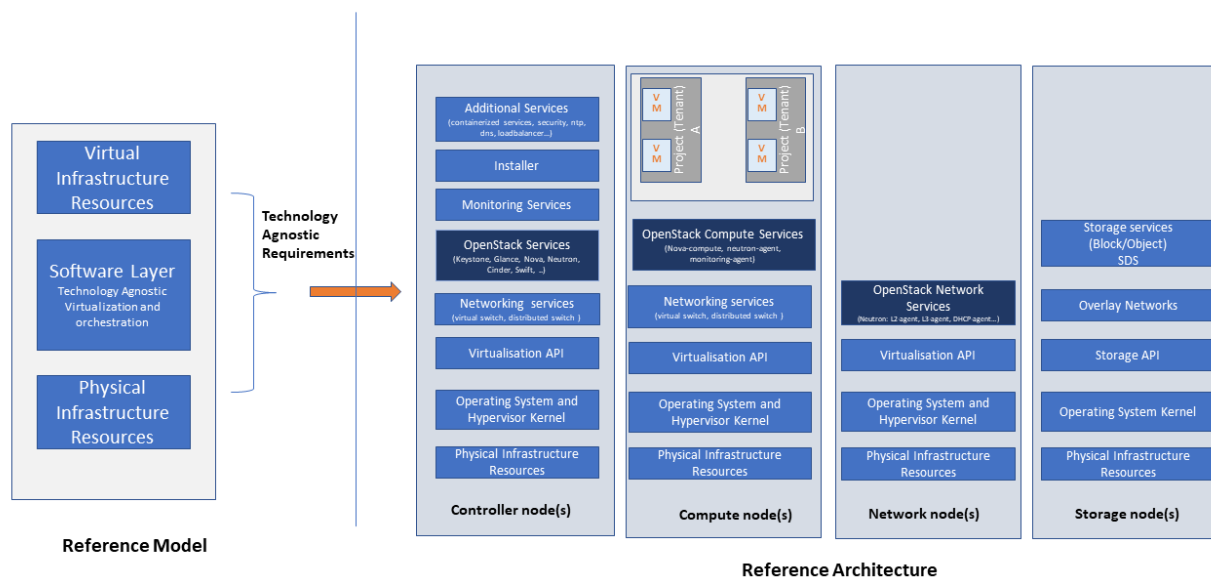 Virtual
Infrastructure
Resources
Software Layer
Technology Agnostic
Virtualization and
orchestration
Physical
Infrastructure
Resources
Reference Model
Technology
Agnostic
Requirements
Additional Services
(containerized services, security, ntp,
dns, loadbalancer...)
Installer
Monitoring Services
OpenStack Services
(Keystone, Glance, Nova, Neutron,
Cinder, Swift, ..)
Networking services
(virtual switch, distributed switch )
Virtualisation API
Operating System and
Hypervisor Kernel
Physical Infrastructure
Resources
Controller node(s)
V
M
V
M
Project (Tenant)
A
V
M
V
M
Project (Tenant)
B
OpenStack Compute Services
(Nova-compute, neutron-agent,
monitoring-agent)
Networking services
(virtual switch, distributed switch )
Virtualisation API
Operating System and
Hypervisor Kernel
Physical Infrastructure
Resources
Compute node(s)
OpenStack Network
Services
(Neutron: L2 agent, L3 agent, DHCP agent...)
Virtualisation API
Operating System and
Hypervisor Kernel
Physical Infrastructure
Resources
Network node(s)
Storage services
(Block/Object)
SDS
Overlay Networks
Storage API
Operating System Kernel
Physical Infrastructure
Resources
Storage node(s)
Reference Architecture